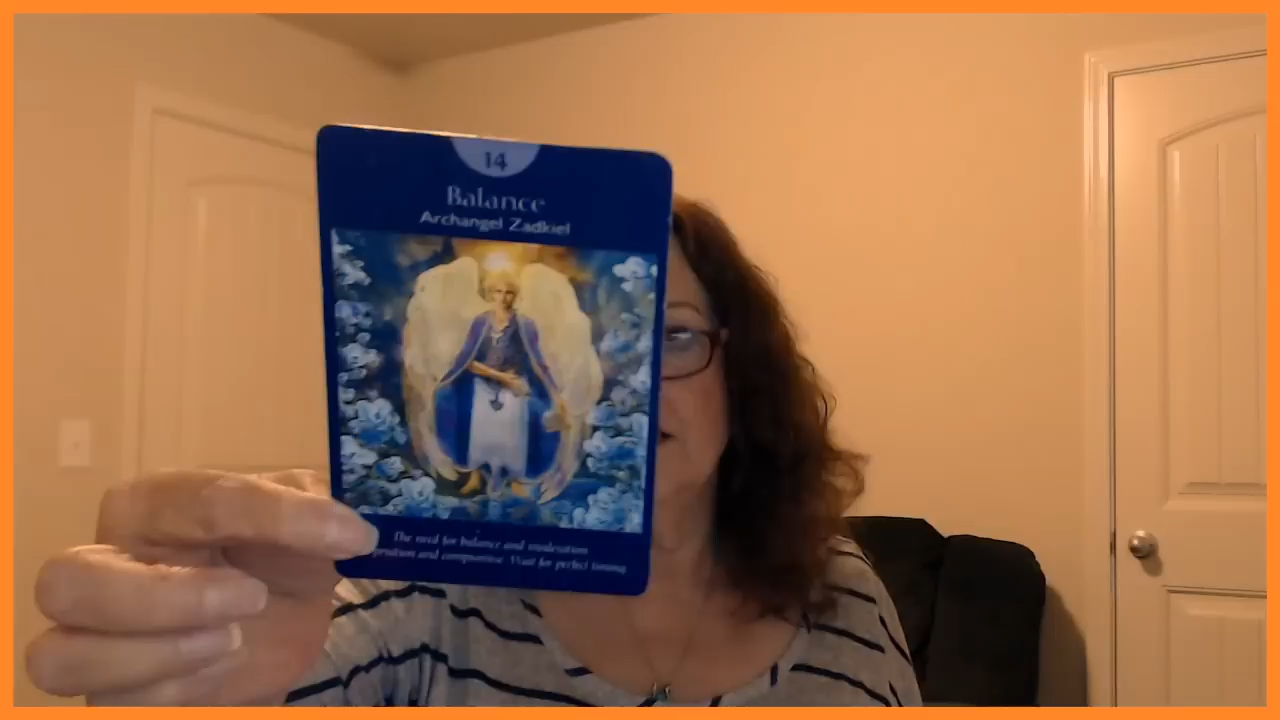 14
Balance
Archangel Zadkiel
The need for balance and moderation
and compromise. Wait for perfect timing